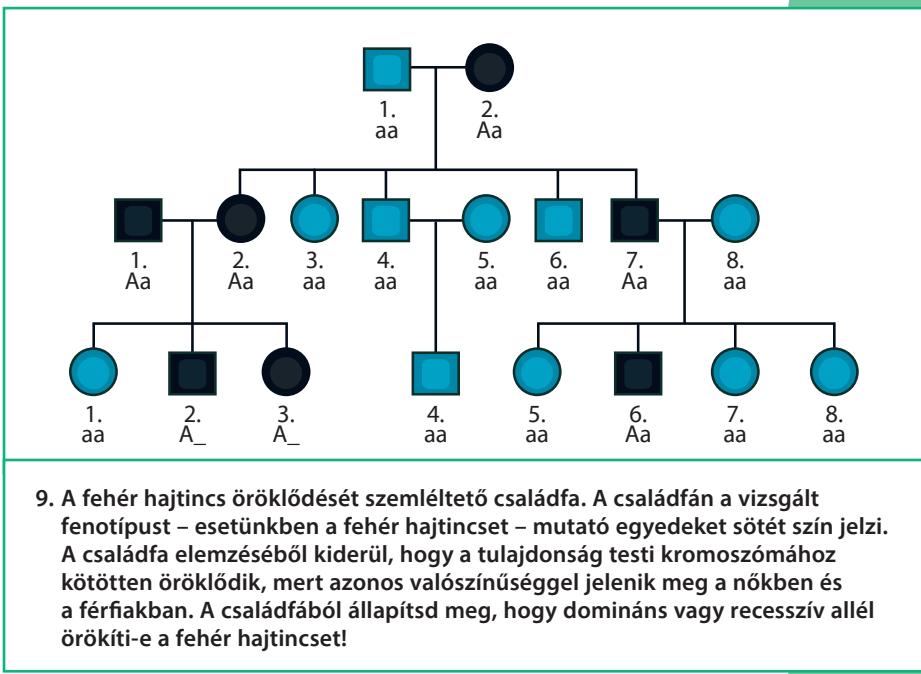 1. 2.
aa Aa
1. 2. 3. 4. 5. 6. 7. 8.
Aa Aa aa aa aa aa Aa aa
1. 2. 3. 4. 5. 6. 7. 8.
aa A_ A_ aa aa Aa aa aa
9. A fehér hajtincs öröklődését szemléltető családfa. A családfán a vizsgált
fenotípust – esetünkben a fehér hajtincset – mutató egyedeket sötét szín jelzi.
A családfa elemzéséből kiderül, hogy a tulajdonság testi kromoszómához
kötötten öröklődik, mert azonos valószínűséggel jelenik meg a nőkben és
a férfiakban. A családfából állapítsd meg, hogy domináns vagy recesszív allél
örökíti-e a fehér hajtincset!